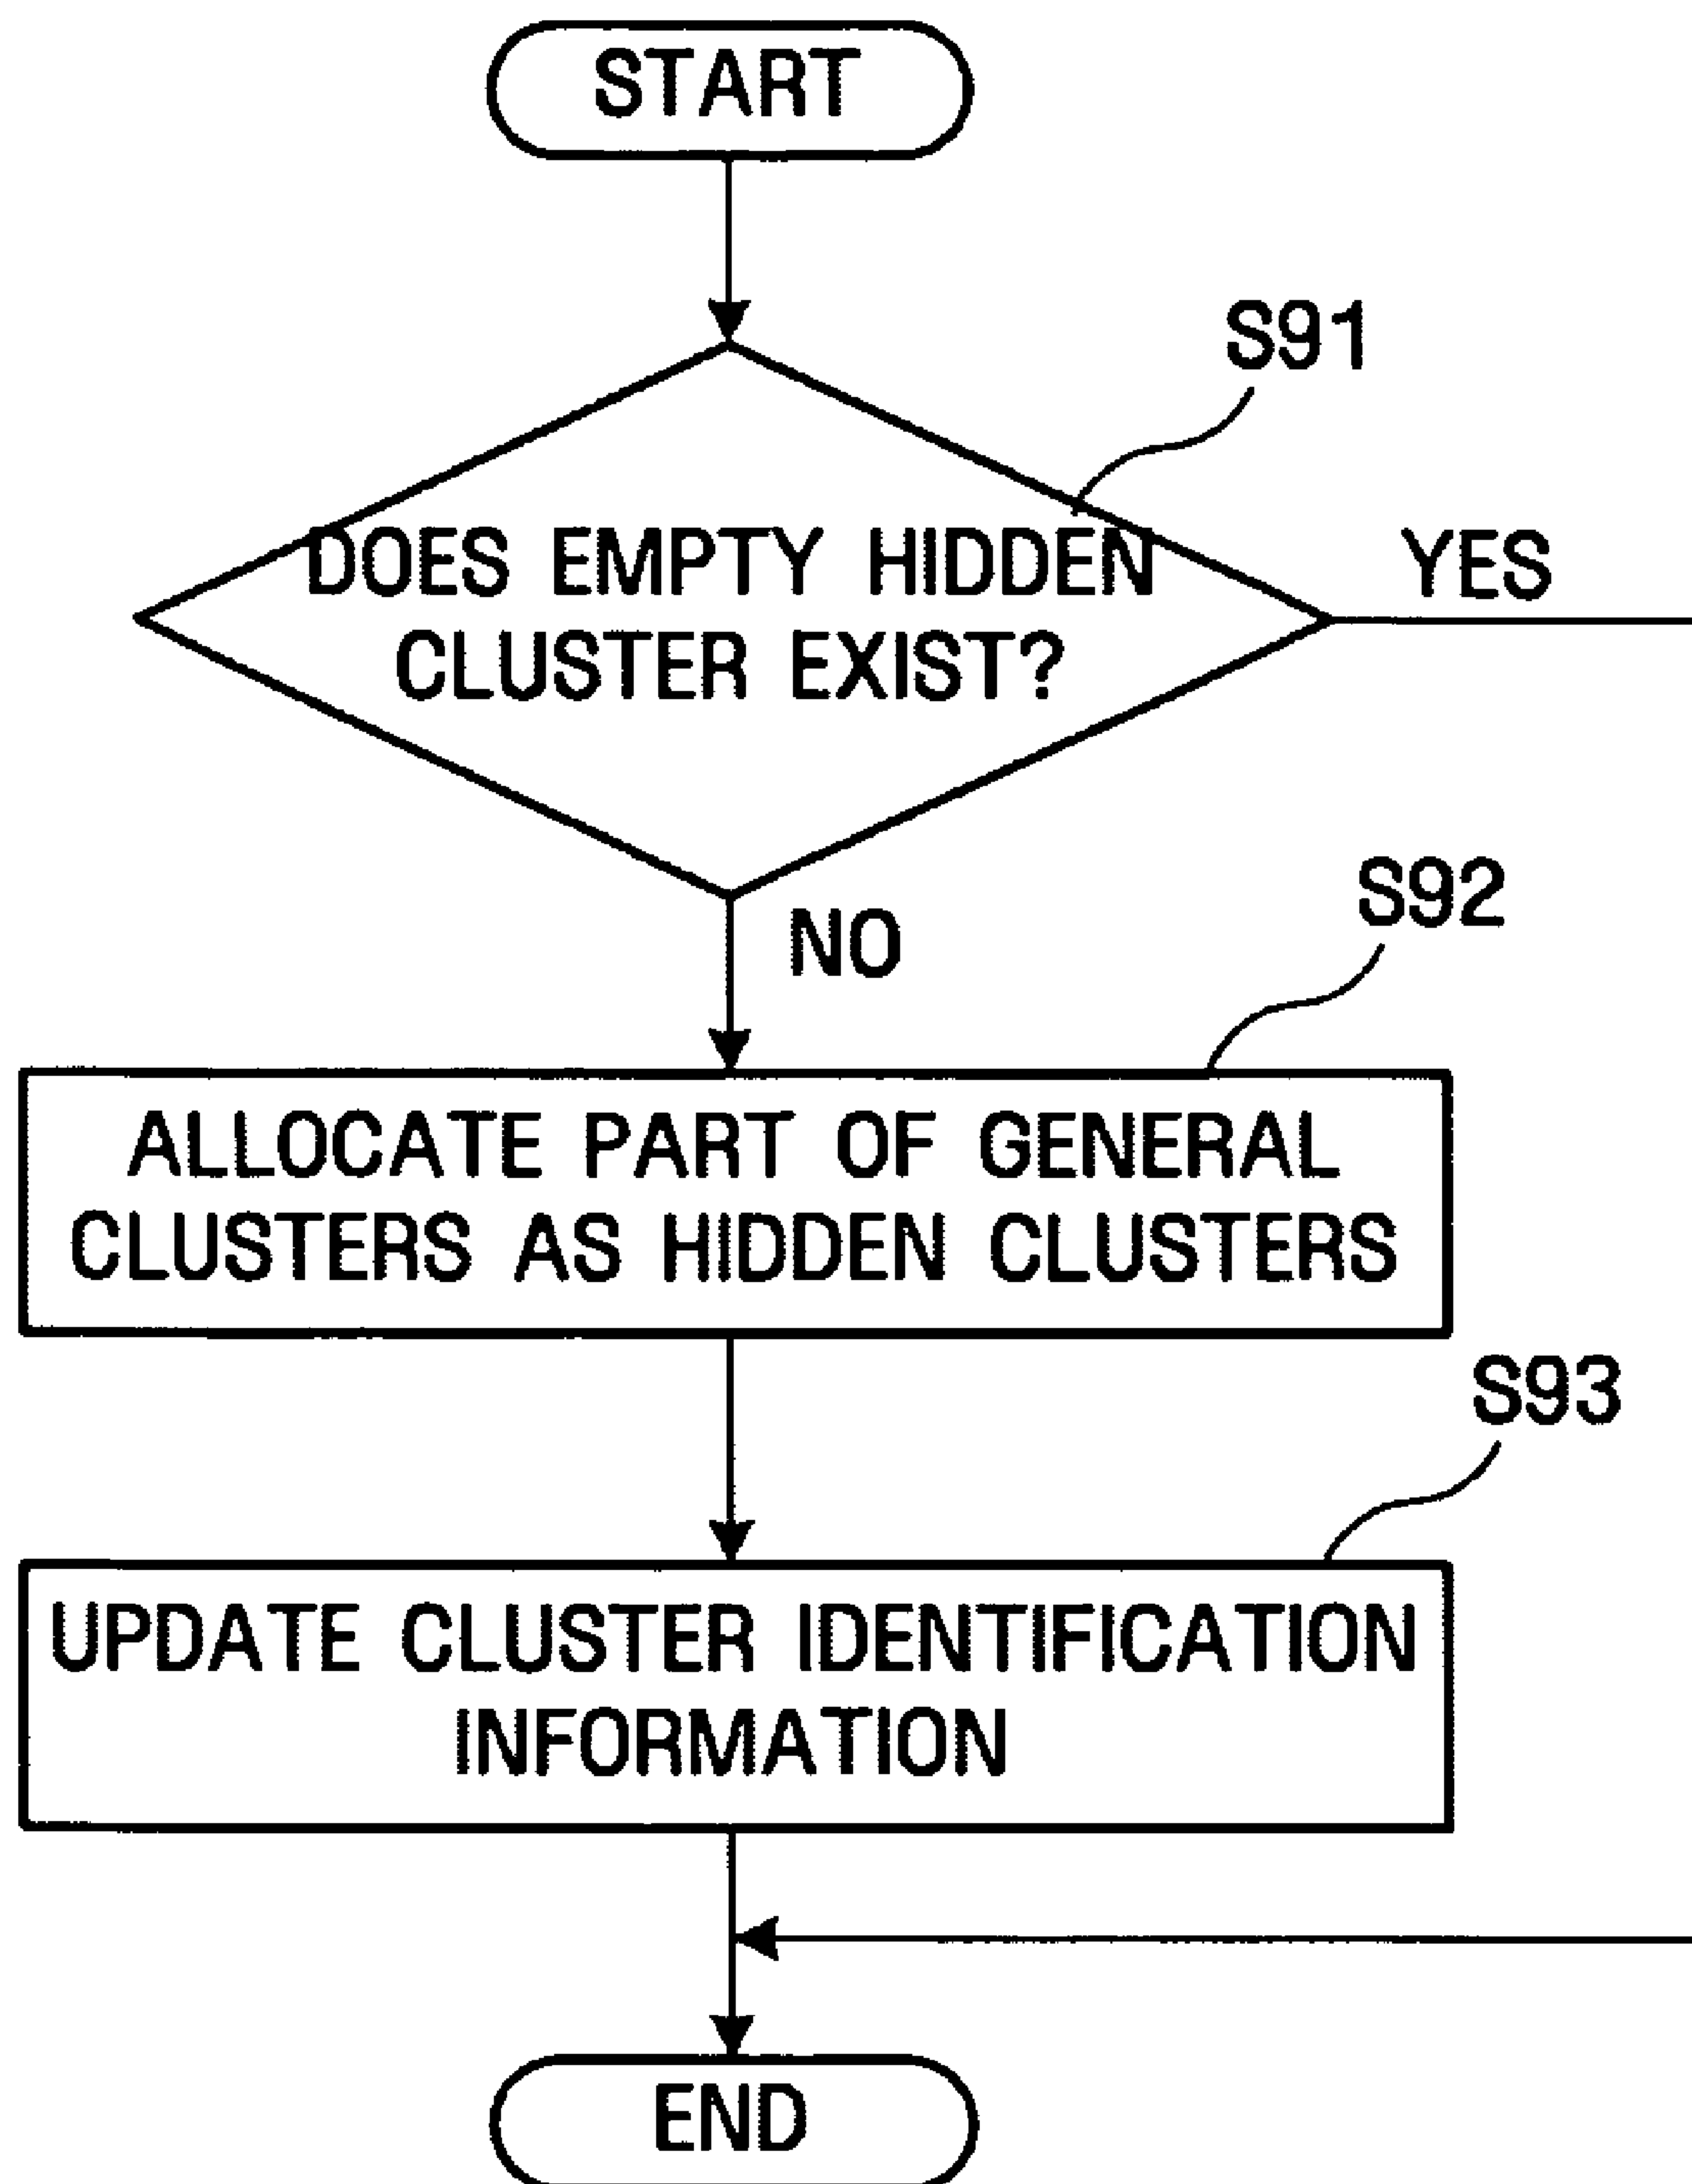 START
S91
DOES EMPTY HIDDEN
CLUSTER EXIST?
YES
NO
S92
ALLOCATE PART OF GENERAL
CLUSTERS AS HIDDEN CLUSTERS
S93
UPDATE CLUSTER IDENTIFICATION
INFORMATION
END